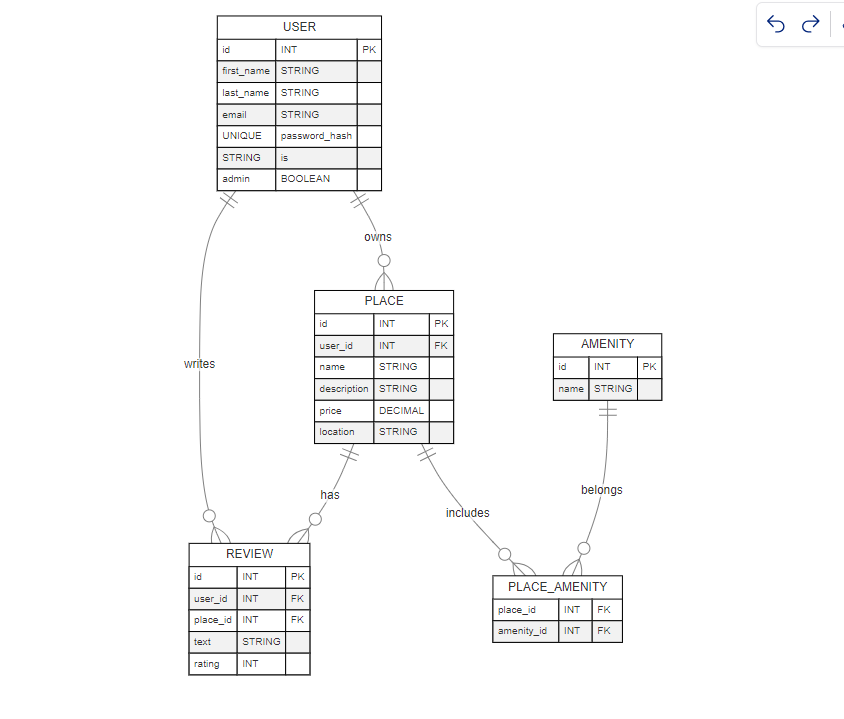 USER
id INT PK
first_name STRING
last_name STRING
email STRING
UNIQUE password_hash
STRING is
admin BOOLEAN
owns
PLACE
id INT PK
user_id INT FK
name STRING
description STRING
price DECIMAL
location STRING
AMENITY
id INT PK
name STRING
writes
has
includes
belongs
REVIEW
id INT PK
user_id INT FK
place_id INT FK
text STRING
rating INT
PLACE_AMENITY
place_id INT FK
amenity_id INT FK